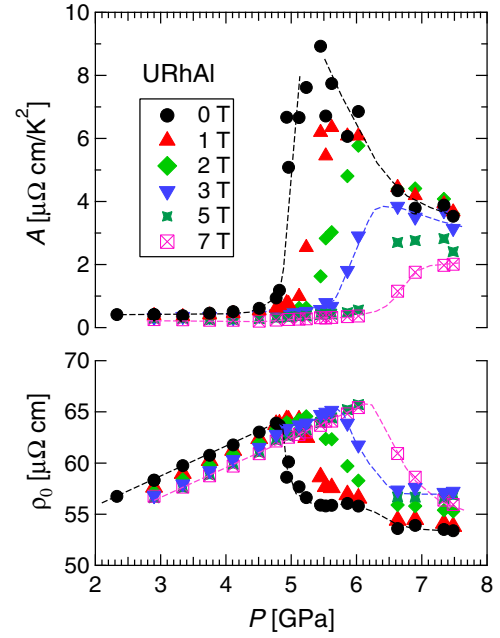 10
8
6
4
2
0
A [μΩ cm/K²]
URhAl
0 T
1 T
2 T
3 T
5 T
7 T
70
65
60
55
50
ρ₀ [μΩ cm]
2
3
4
5
6
7
8
P [GPa]